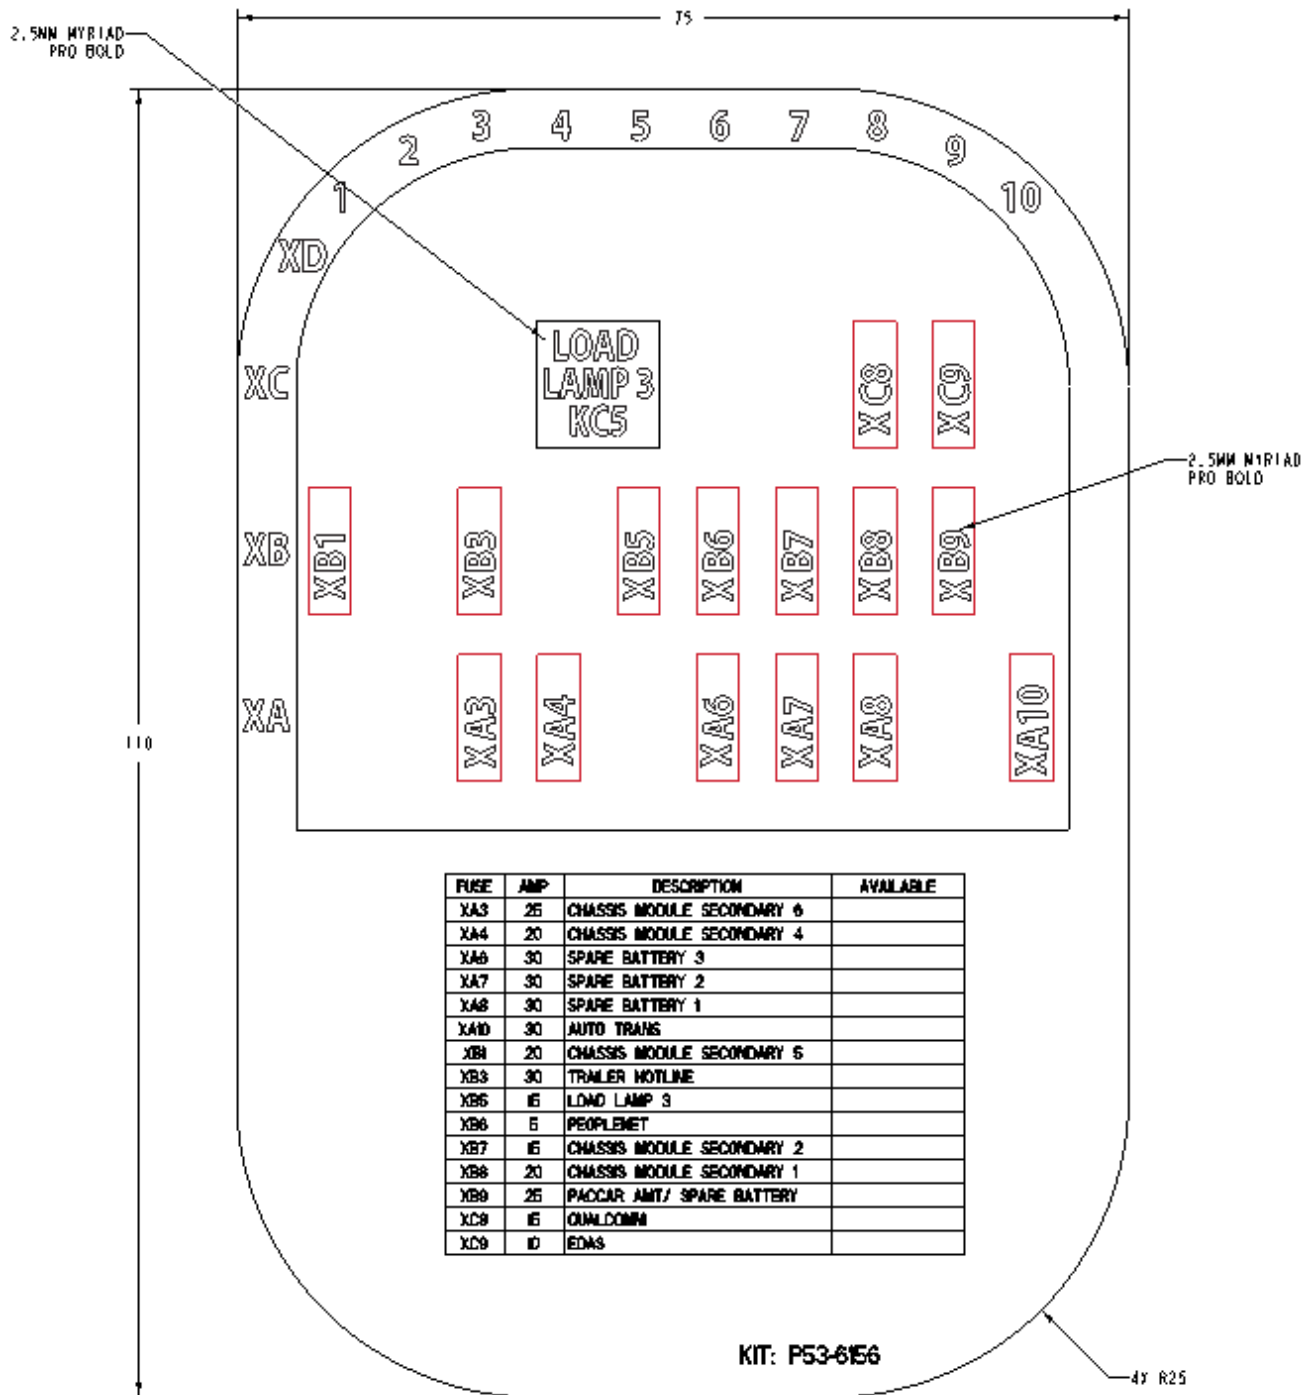 75
2.5MM MYRIAD
PRO BOLD
1 2 3 4 5 6 7 8 9 10
XD
XC
LOAD
LAMP 3
KC5
XC8 XC9
2.5MM MYRIAD
PRO BOLD
XB
XB1 XB3 XB5 XB6 XB7 XB8 XB9
XA
XA3 XA4 XA6 XA7 XA8 XA10
110
FUSE AMP DESCRIPTION AVAILABLE
XA3 25 CHASSIS MODULE SECONDARY 6
XA4 20 CHASSIS MODULE SECONDARY 4
XA6 30 SPARE BATTERY 3
XA7 30 SPARE BATTERY 2
XA8 30 SPARE BATTERY 1
XA10 30 AUTO TRANS
XB1 20 CHASSIS MODULE SECONDARY 5
XB3 30 TRAILER HOTLINE
XB5 15 LOAD LAMP 3
XB6 5 PEOPLENET
XB7 15 CHASSIS MODULE SECONDARY 2
XB8 20 CHASSIS MODULE SECONDARY 1
XB9 25 PACCAR AMT/ SPARE BATTERY
XC8 15 QUALCOMM
XC9 10 EDAS
KIT: P53-6156
4X R25